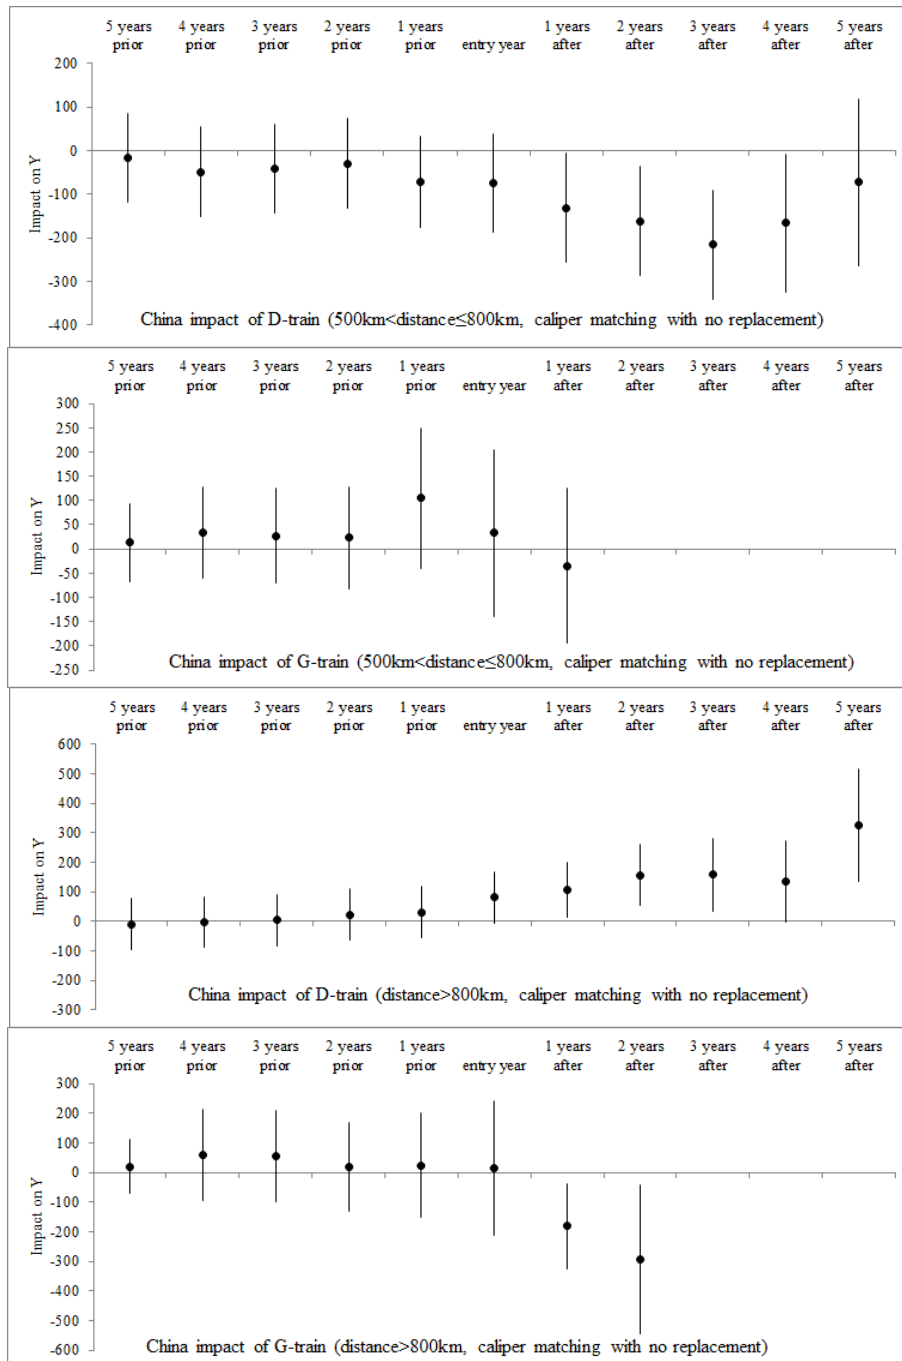 5 years 4 years 3 years 2 years 1 years 1 years 2 years 3 years 4 years 5 years
prior prior prior prior prior entry year after after after after after
200
100
0
-100
-200
-300
-400
Impact on Y
China impact of D-train (500km<distance≤800km, caliper matching with no replacement)
5 years 4 years 3 years 2 years 1 years 1 years 2 years 3 years 4 years 5 years
prior prior prior prior prior entry year after after after after after
300
250
200
150
100
50
0
-50
-100
-150
-200
-250
Impact on Y
China impact of G-train (500km<distance≤800km, caliper matching with no replacement)
5 years 4 years 3 years 2 years 1 years 1 years 2 years 3 years 4 years 5 years
prior prior prior prior prior entry year after after after after after
600
500
400
300
200
100
0
-100
-200
-300
Impact on Y
China impact of D-train (distance>800km, caliper matching with no replacement)
5 years 4 years 3 years 2 years 1 years 1 years 2 years 3 years 4 years 5 years
prior prior prior prior prior entry year after after after after after
300
200
100
0
-100
-200
-300
-400
-500
-600
Impact on Y
China impact of G-train (distance>800km, caliper matching with no replacement)